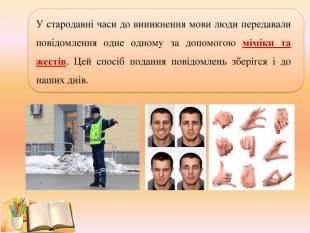 У стародавні часи до виникнення мови люди передавали
повідомлення одне одному за допомогою міміки та
жестів. Цей спосіб подання повідомлень зберігся і до
наших днів.